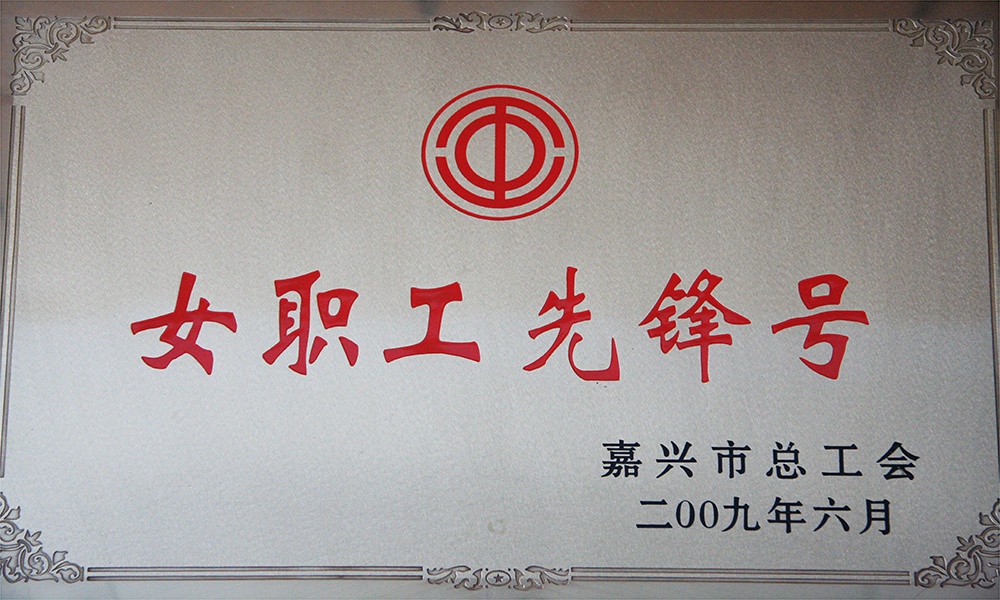 女职工先锋号
嘉兴市总工会
二00九年六月